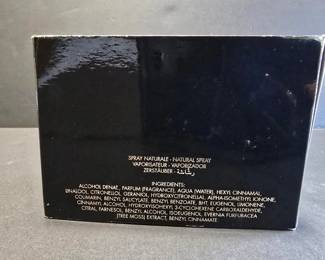 SPRAY NATURALE - NATURAL SPRAY
VAPORISATEUR - VAPORIZADOR
ZERSTÄUBER - رشاشة
INGREDIENTS:
ALCOHOL DENAT., PARFUM (FRAGRANCE), AQUA (WATER), HEXYL CINNAMAL,
LINALOOL, CITRONELLOL, GERANIOL, HYDROXYCITRONELLAL, ALPHA-ISOMETHYL IONONE,
COUMARIN, BENZYL SALICYLATE, BENZYL BENZOATE, BHT, EUGENOL, LIMONENE,
CINNAMYL ALCOHOL, HYDROXYISOHEXYL 3-CYCLOHEXENE CARBOXALDEHYDE,
CITRAL, FARNESOL, BENZYL ALCOHOL, ISOEUGENOL, EVERNIA FURFURACEA
(TREE MOSS) EXTRACT, BENZYL CINNAMATE.